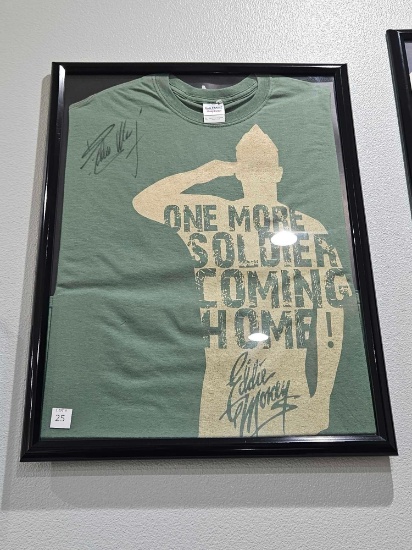 ONE MORE
SOLDIER
COMING
HOME!
Eddie
Money
25